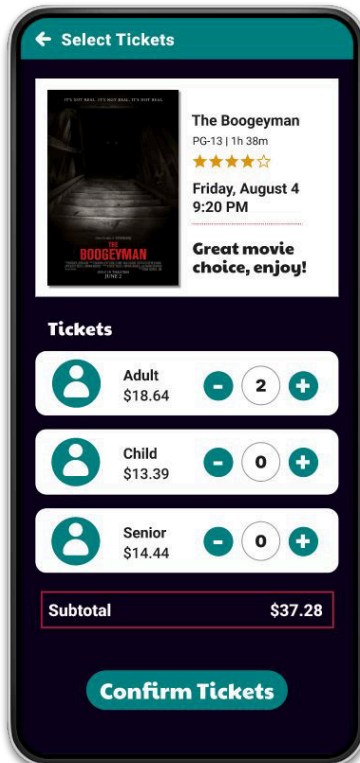 Select Tickets
IT'S NOT REAL. IT'S NOT REAL. IT'S NOT REAL.
THE
BOOGEYMAN
JUNE 2
The Boogeyman
PG-13 | 1h 38m
Friday, August 4
9:20 PM
Great movie
choice, enjoy!
Tickets
Adult
$18.64
- 2 +
Child
$13.39
- 0 +
Senior
$14.44
- 0 +
Subtotal $37.28
Confirm Tickets